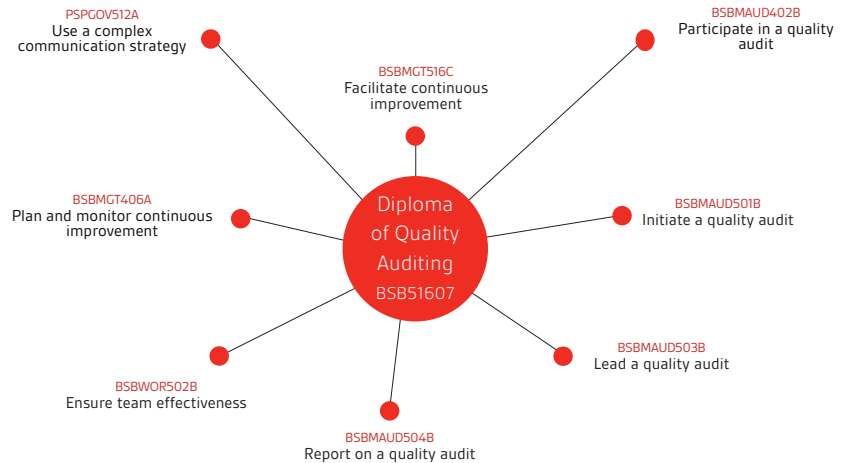 PSPGOV512A
Use a complex
communication strategy
BSBMAUD402B
Participate in a quality
audit
BSBMGT516C
Facilitate continuous
improvement
BSBMGT406A
Plan and monitor continuous
improvement
Diploma
of Quality
Auditing
BSB51607
BSBMAUD501B
Initiate a quality audit
BSBMAUD503B
Lead a quality audit
BSBWOR502B
Ensure team effectiveness
BSBMAUD504B
Report on a quality audit